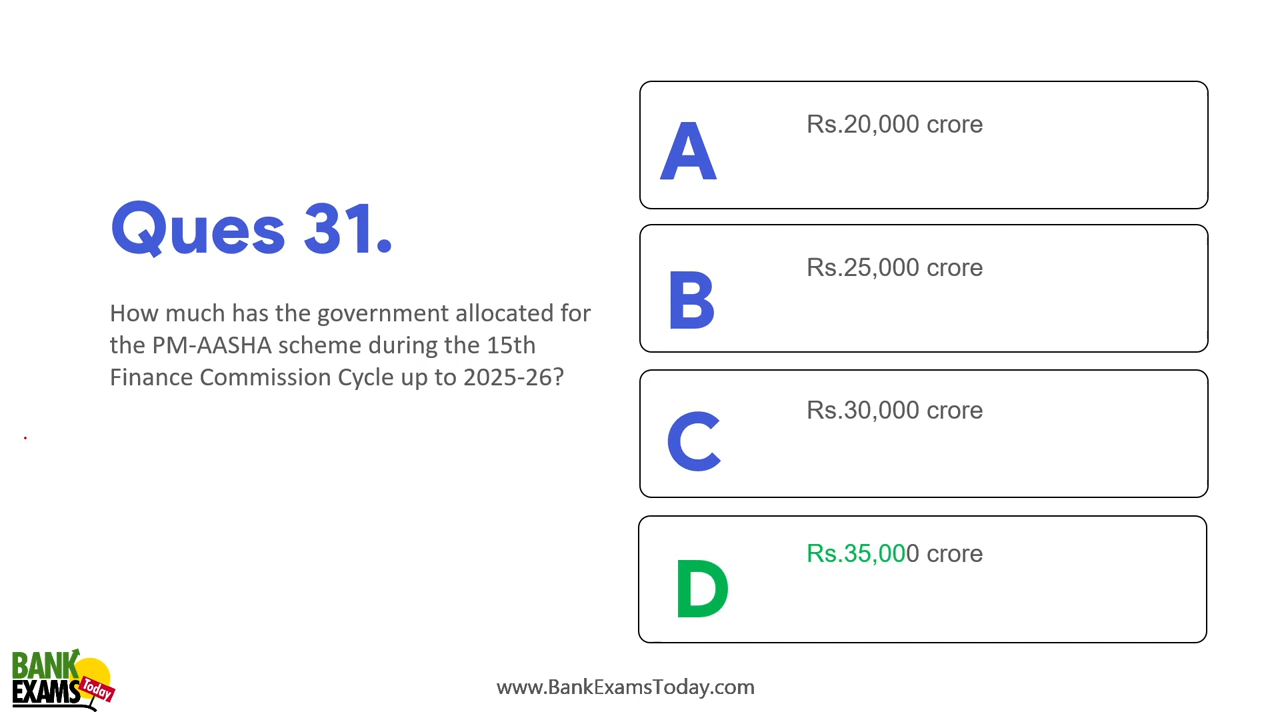 Ques 31.
How much has the government allocated for
the PM-AASHA scheme during the 15th
Finance Commission Cycle up to 2025-26?
A
Rs.20,000 crore
B
Rs.25,000 crore
C
Rs.30,000 crore
D
Rs.35,000 crore
BANK
EXAMS
Today
www.BankExamsToday.com